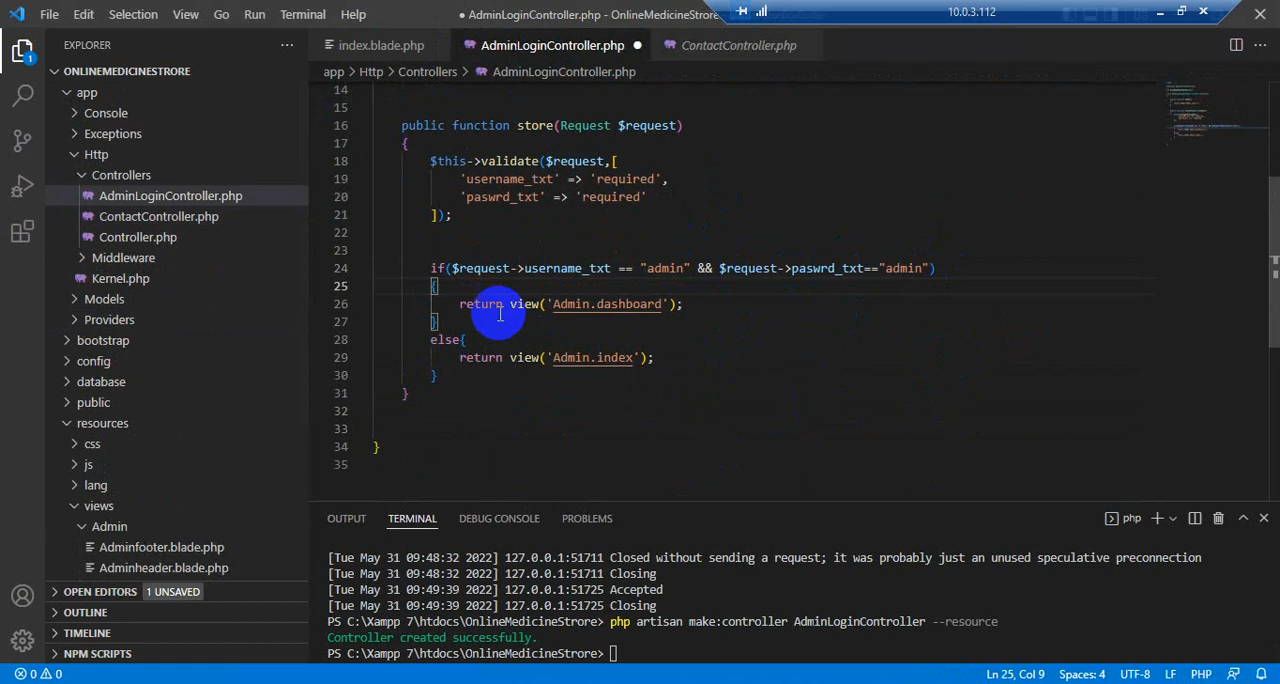 File Edit Selection View Go Run Terminal Help
● AdminLoginController.php - OnlineMedicineStrore
10.0.3.112
EXPLORER
index.blade.php
AdminLoginController.php
ContactController.php
app > Http > Controllers > AdminLoginController.php
ONLINEMEDICINESTRORE
app
Console
Exceptions
Http
Controllers
AdminLoginController.php
ContactController.php
Controller.php
Middleware
Kernel.php
Models
Providers
bootstrap
config
database
public
resources
css
js
lang
views
Admin
Adminfooter.blade.php
Adminheader.blade.php
OPEN EDITORS 1 UNSAVED
OUTLINE
TIMELINE
NPM SCRIPTS
14
15
16 public function store(Request $request)
17 {
18 $this->validate($request,[
19 'username_txt' => 'required',
20 'paswrd_txt' => 'required'
21 ]);
22
23
24 if($request->username_txt == "admin" && $request->paswrd_txt=="admin")
25 {
26 return view('Admin.dashboard');
27 }
28 else{
29 return view('Admin.index');
30 }
31 }
32
33
34 }
35
OUTPUT TERMINAL DEBUG CONSOLE PROBLEMS
php
[Tue May 31 09:48:32 2022] 127.0.0.1:51711 Closed without sending a request; it was probably just an unused speculative preconnection
[Tue May 31 09:48:32 2022] 127.0.0.1:51711 Closing
[Tue May 31 09:49:39 2022] 127.0.0.1:51725 Accepted
[Tue May 31 09:49:39 2022] 127.0.0.1:51725 Closing
PS C:\Xampp 7\htdocs\OnlineMedicineStrore> php artisan make:controller AdminLoginController --resource
Controller created successfully.
PS C:\Xampp 7\htdocs\OnlineMedicineStrore>
0 0 Ln 25, Col 9 Spaces: 4 UTF-8 LF PHP